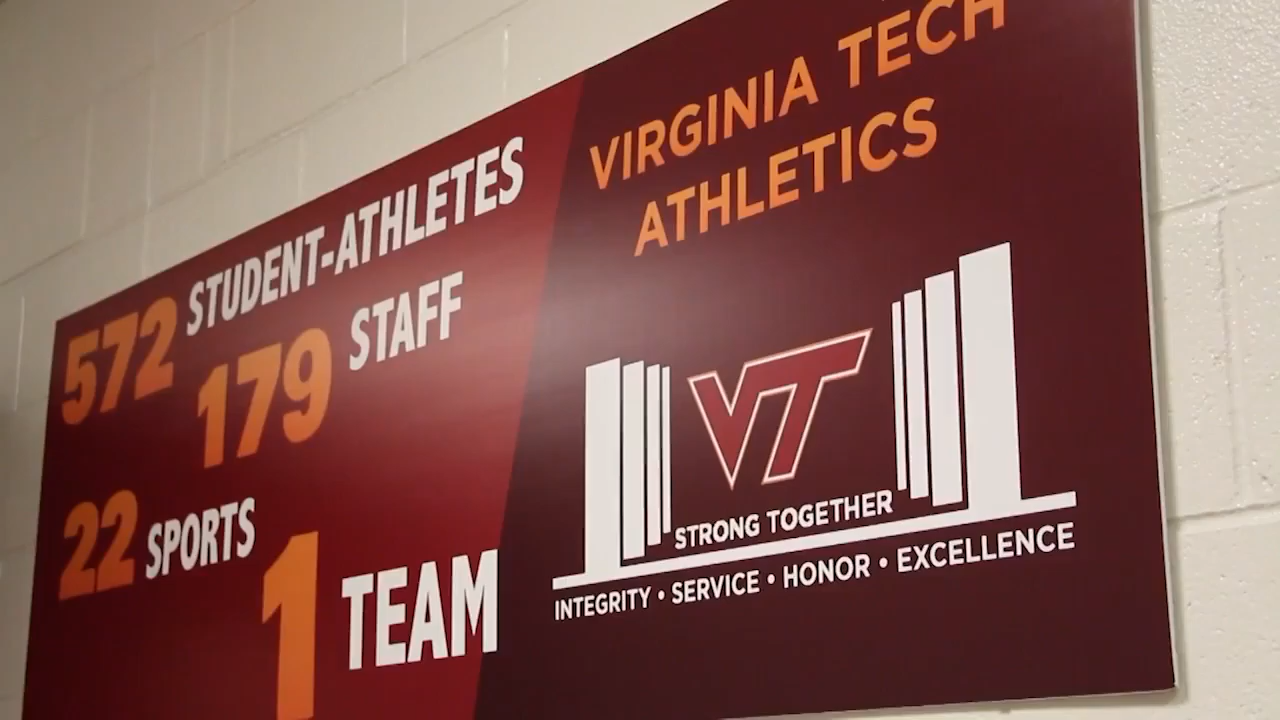 572 STUDENT-ATHLETES
179 STAFF
22 SPORTS
1 TEAM
VIRGINIA TECH
ATHLETICS
VT
STRONG TOGETHER
INTEGRITY • SERVICE • HONOR • EXCELLENCE